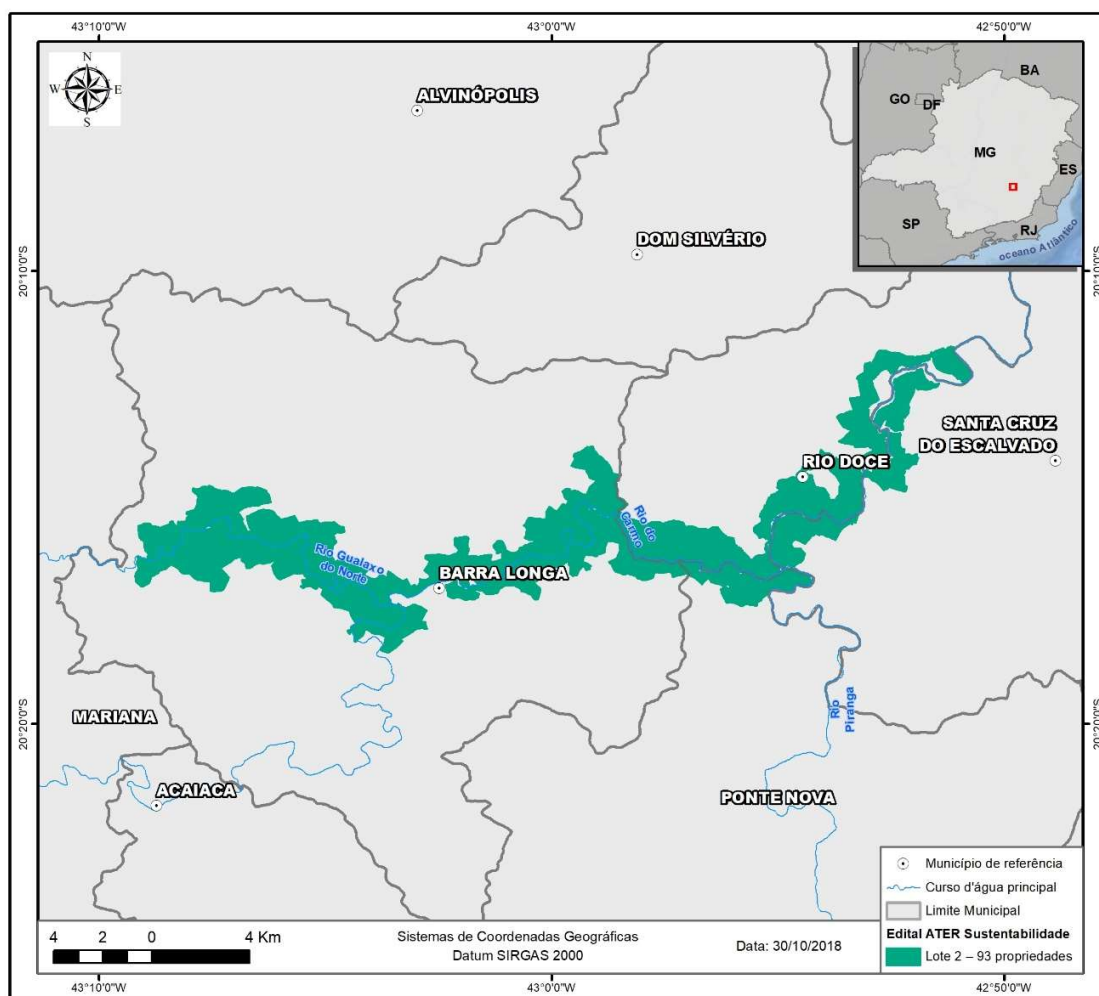 43°10'0"W
43°0'0"W
42°50'0"W
N
W
E
S
ALVINÓPOLIS
BA
GO
DF
MG
ES
SP
RJ
oceano Atlântico
DOM SILVÉRIO
20°10'0"S
20°10'0"S
SANTA CRUZ
DO ESCALVADO
RIO DOCE
Rio do
Carmo
Rio Gualaxo
do Norte
BARRA LONGA
MARIANA
Rio
Piranga
20°20'0"S
20°20'0"S
ACAIACA
PONTE NOVA
Município de referência
Curso d'água principal
Limite Municipal
Edital ATER Sustentabilidade
Lote 2 – 93 propriedades
4 2 0 4 Km
Sistemas de Coordenadas Geográficas
Datum SIRGAS 2000
Data: 30/10/2018
43°10'0"W
43°0'0"W
42°50'0"W